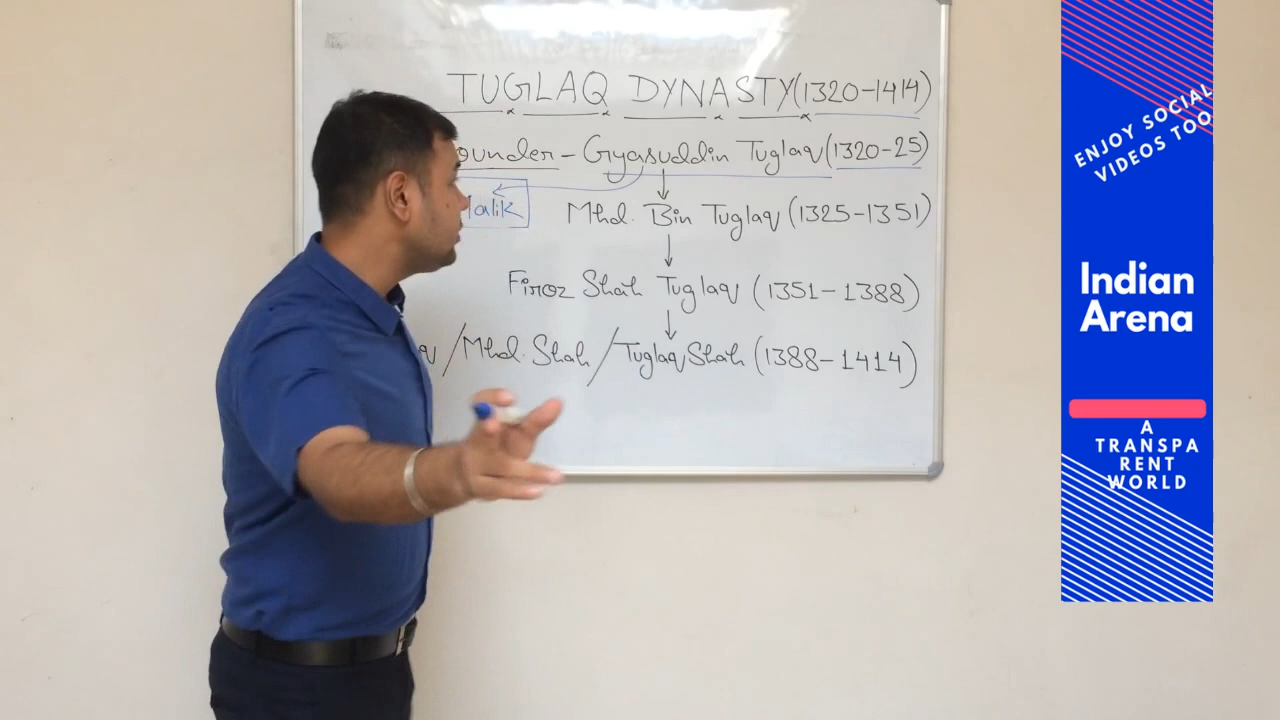 TUGLAQ DYNASTY(1320-1414)
ounder - Gyasuddin Tuglaq(1320-25)
alik
Mhd. Bin Tuglaq (1325-1351)
Firoz Shah Tuglaq (1351-1388)
q /Mhd. Shah/Tuglaq Shah (1388-1414)
ENJOY SOCIAL
VIDEOS TOO
Indian
Arena
A
TRANSPA
RENT
WORLD